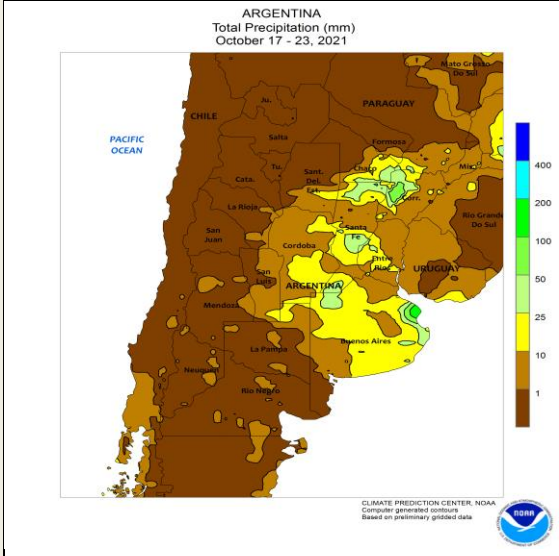 ARGENTINA
Total Precipitation (mm)
October 17 - 23, 2021
Mato Grosso
Do Sul
Ju.
PARAGUAY
CHILE
PACIFIC
OCEAN
Salta
Formosa
Tu.
Chaco
Mis.
Sant.
Del.
Est.
Cata.
Corr.
La Rioja
Rio Grande
Do Sul
Santa
Fe
San
Juan
Cordoba
Entre
Rios
URUGUAY
San
Luis
ARGENTINA
Mendoza
Buenos Aires
La Pampa
Neuquen
Rio Negro
400
200
100
50
25
10
1
CLIMATE PREDICTION CENTER, NOAA
Computer generated contours
Based on preliminary gridded data
NOAA